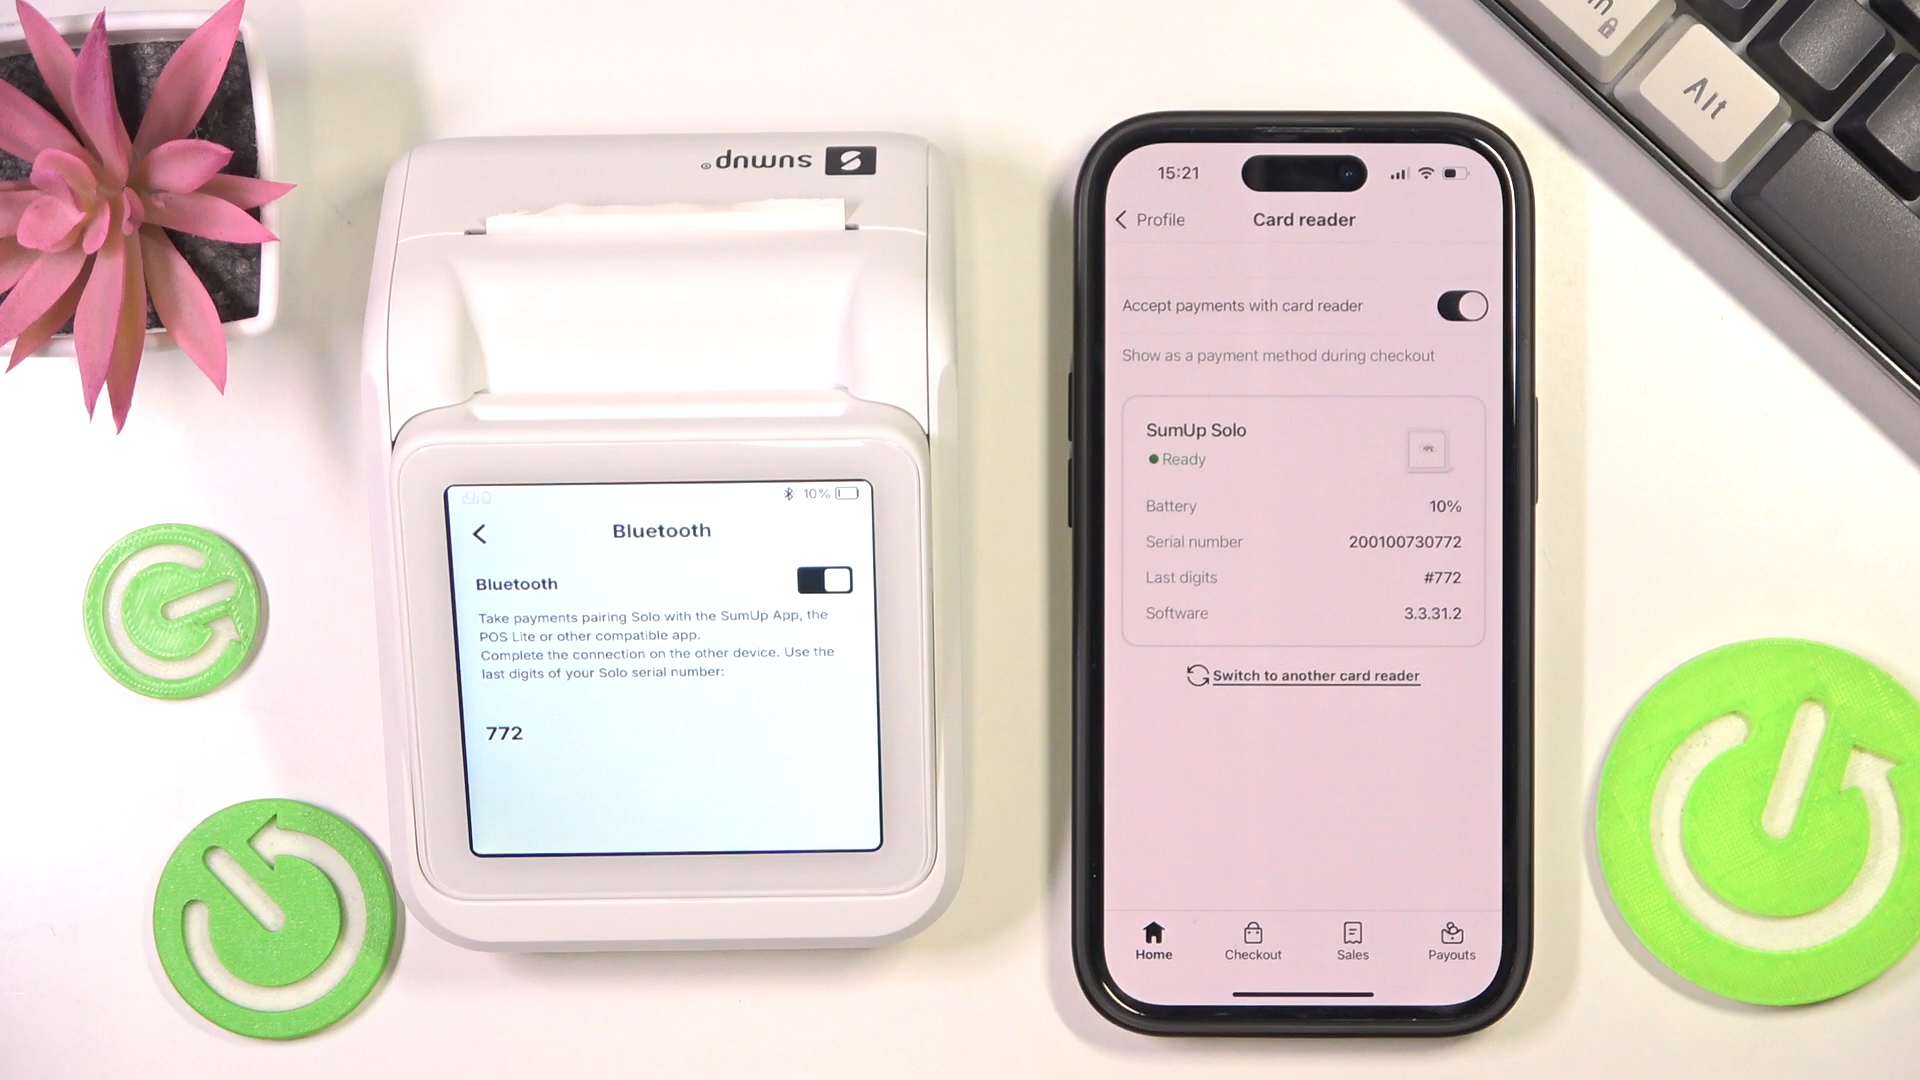 sumup®
10%
Bluetooth
Bluetooth
Take payments pairing Solo with the SumUp App, the
POS Lite or other compatible app.
Complete the connection on the other device. Use the
last digits of your Solo serial number:
772
15:21
Profile
Card reader
Accept payments with card reader
Show as a payment method during checkout
SumUp Solo
Ready
Battery 10%
Serial number 200100730772
Last digits #772
Software 3.3.31.2
Switch to another card reader
Home Checkout Sales Payouts
Alt